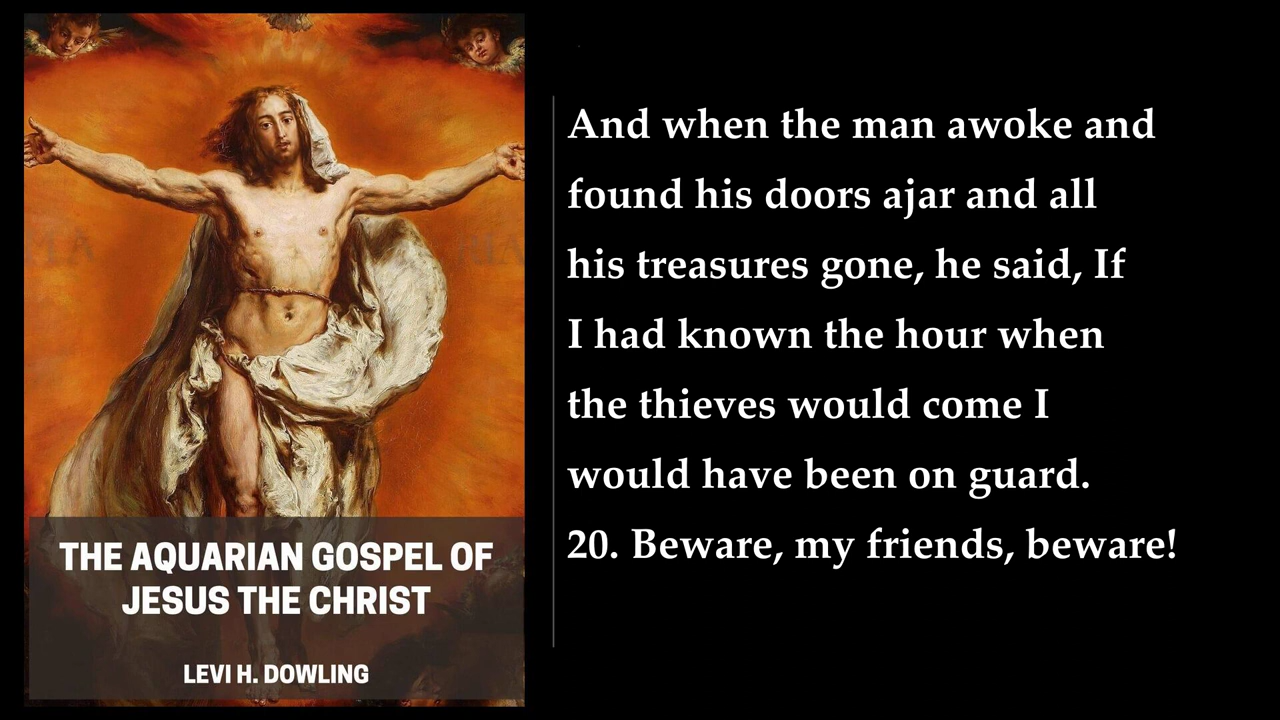 THE AQUARIAN GOSPEL OF
JESUS THE CHRIST
LEVI H. DOWLING
And when the man awoke and
found his doors ajar and all
his treasures gone, he said, If
I had known the hour when
the thieves would come I
would have been on guard.
20. Beware, my friends, beware!